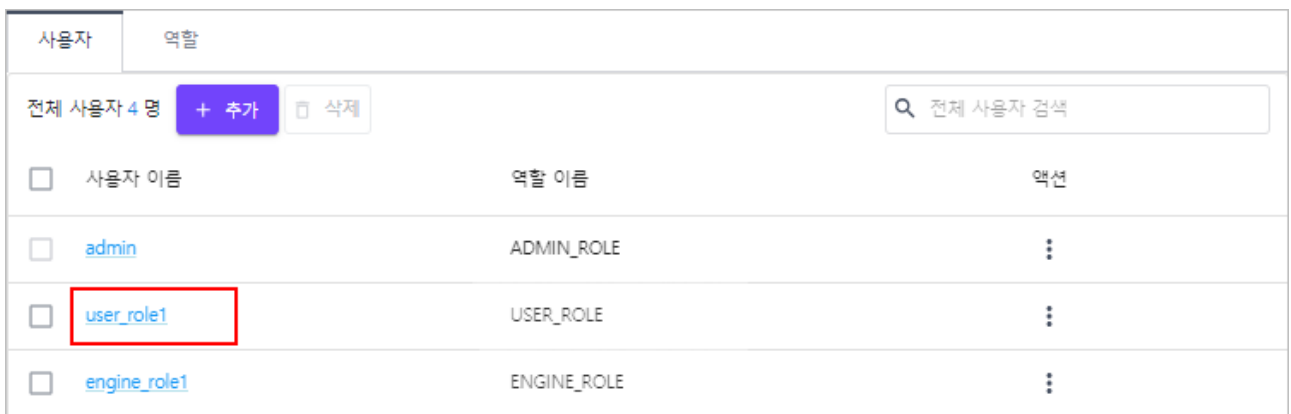 사용자 역할
전체 사용자 4 명 + 추가 삭제 전체 사용자 검색
사용자 이름 역할 이름 액션
admin ADMIN_ROLE
user_role1 USER_ROLE
engine_role1 ENGINE_ROLE